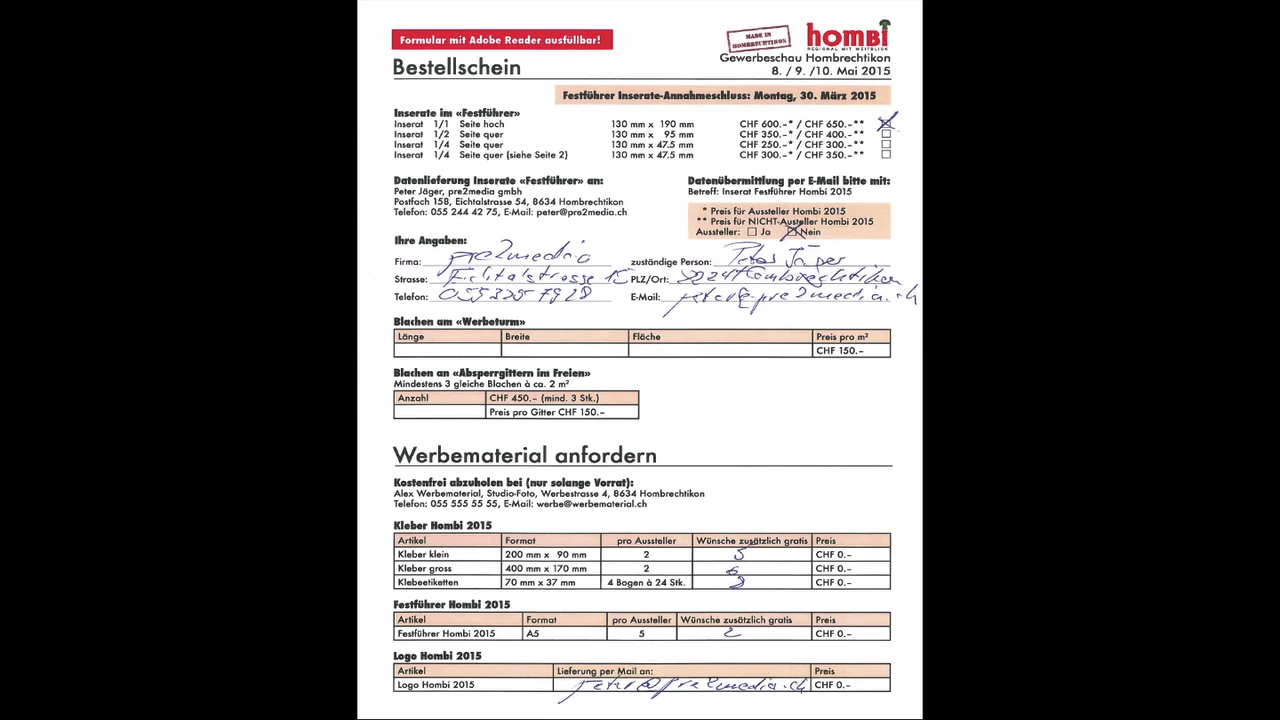 Formular mit Adobe Reader ausfüllbar!
MADE IN HOMBRECHTIKON
hombi
REGIONAL MIT WEITBLICK
Gewerbeschau Hombrechtikon
8. / 9. /10. Mai 2015
Bestellschein
Festführer Inserate-Annahmeschluss: Montag, 30. März 2015
Inserate im «Festführer»
Inserat 1/1 Seite hoch 130 mm x 190 mm CHF 600.–* / CHF 650.–**
Inserat 1/2 Seite quer 130 mm x 95 mm CHF 350.–* / CHF 400.–**
Inserat 1/4 Seite quer 130 mm x 47.5 mm CHF 250.–* / CHF 300.–**
Inserat 1/4 Seite quer (siehe Seite 2) 130 mm x 47.5 mm CHF 300.–* / CHF 350.–**
Datenlieferung Inserate «Festführer» an: Datenübermittlung per E-Mail bitte mit:
Peter Jäger, pre2media gmbh Betreff: Inserat Festführer Hombi 2015
Postfach 158, Eichtalstrasse 54, 8634 Hombrechtikon
Telefon: 055 244 42 75, E-Mail: peter@pre2media.ch
* Preis für Aussteller Hombi 2015
** Preis für NICHT-Austeller Hombi 2015
Aussteller: Ja Nein
Ihre Angaben:
Firma: pre2media zuständige Person: Peter Jäger
Strasse: PLZ/Ort: Hombrechtikon
Telefon: 055 325 7928 E-Mail: peter@pre2media.ch
Blachen am «Werbeturm»
Länge Breite Fläche Preis pro m²
CHF 150.–
Blachen an «Absperrgittern im Freien»
Mindestens 3 gleiche Blachen à ca. 2 m²
Anzahl CHF 450.– (mind. 3 Stk.)
Preis pro Gitter CHF 150.–
Werbematerial anfordern
Kostenfrei abzuholen bei (nur solange Vorrat):
Alex Werbematerial, Studio-Foto, Werbestrasse 4, 8634 Hombrechtikon
Telefon: 055 555 55 55, E-Mail: werbe@werbematerial.ch
Kleber Hombi 2015
Artikel Format pro Aussteller Wünsche zusätzlich gratis Preis
Kleber klein 200 mm x 90 mm 2 5 CHF 0.–
Kleber gross 400 mm x 170 mm 2 6 CHF 0.–
Klebeetiketten 70 mm x 37 mm 4 Bogen à 24 Stk. CHF 0.–
Festführer Hombi 2015
Artikel Format pro Aussteller Wünsche zusätzlich gratis Preis
Festführer Hombi 2015 A5 5 2 CHF 0.–
Logo Hombi 2015
Artikel Lieferung per Mail an: Preis
Logo Hombi 2015 peter@pre2media.ch CHF 0.–